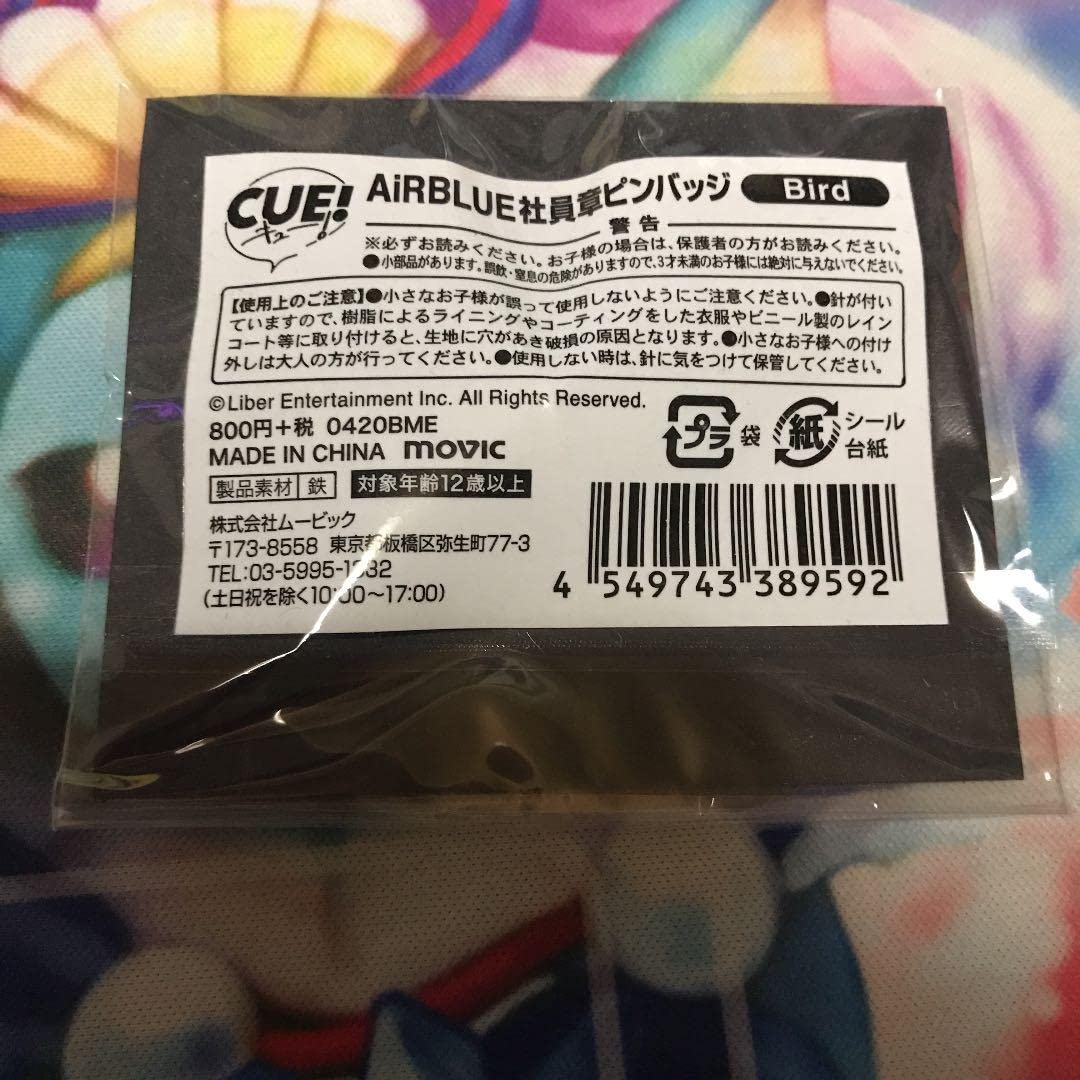 CUE!
キュー!
AiRBLUE社員章ピンバッジ Bird
警告
※必ずお読みください。お子様の場合は、保護者の方がお読みください。
●小部品があります。誤飲・窒息の危険がありますので、3才未満のお子様には絶対に与えないでください。
【使用上のご注意】●小さなお子様が誤って使用しないようにご注意ください。●針が付い
ていますので、樹脂によるライニングやコーティングをした衣服やビニール製のレイン
コート等に取り付けると、生地に穴があき破損の原因となります。●小さなお子様への付け
外しは大人の方が行ってください。●使用しない時は、針に気をつけて保管してください。
©Liber Entertainment Inc. All Rights Reserved.
800円+税 0420BME
MADE IN CHINA movic
プラ 袋 紙 シール
台紙
製品素材 鉄 対象年齢12歳以上
株式会社ムービック
〒173-8558 東京都板橋区弥生町77-3
TEL:03-5995-1332
(土日祝を除く10:00〜17:00)
4 549743 389592